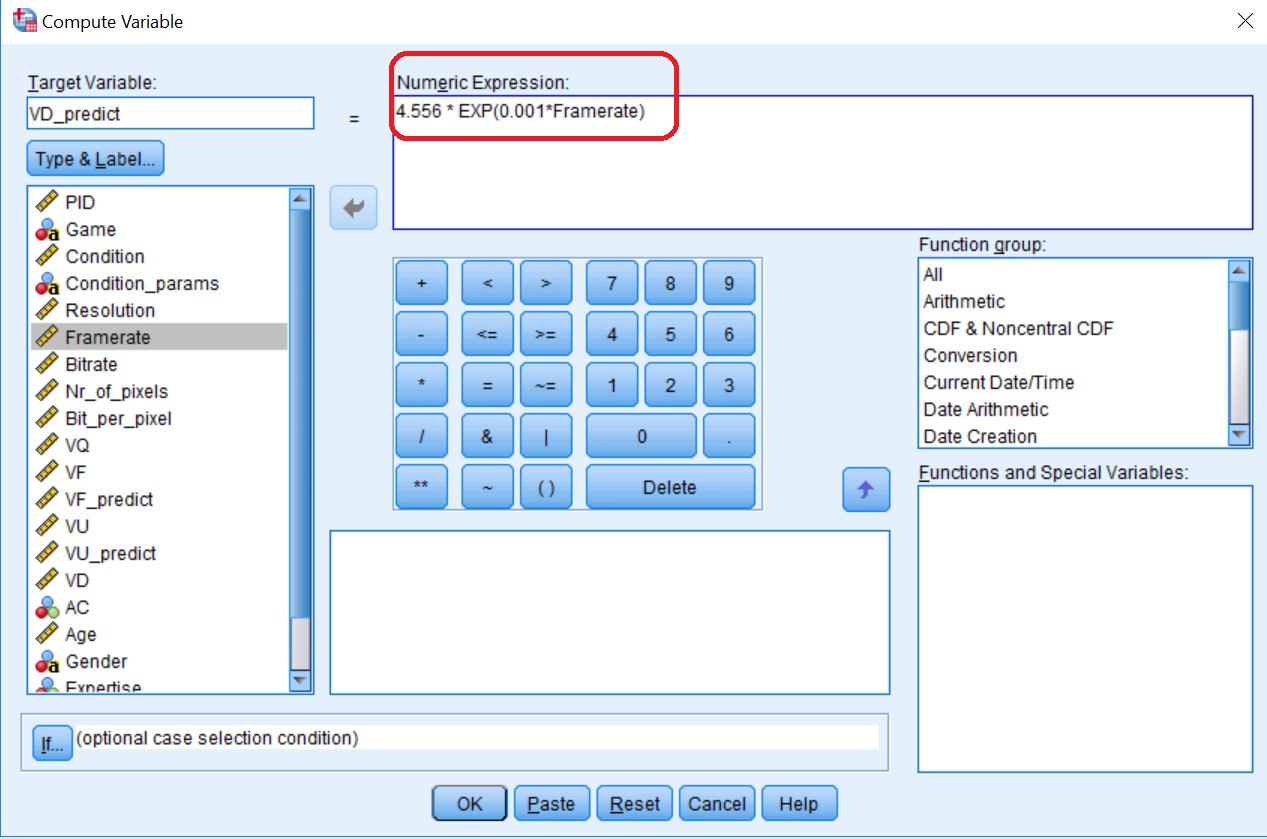 Compute Variable
Target Variable:
VD_predict
=
Numeric Expression:
4.556 * EXP(0.001*Framerate)
Type & Label...
PID
Game
Condition
Condition_params
Resolution
Framerate
Bitrate
Nr_of_pixels
Bit_per_pixel
VQ
VF
VF_predict
VU
VU_predict
VD
AC
Age
Gender
Expertise
+ < > 7 8 9
- <= >= 4 5 6
* = ~= 1 2 3
/ & | 0 .
** ~ ( ) Delete
Function group:
All
Arithmetic
CDF & Noncentral CDF
Conversion
Current Date/Time
Date Arithmetic
Date Creation
Functions and Special Variables:
If... (optional case selection condition)
OK Paste Reset Cancel Help